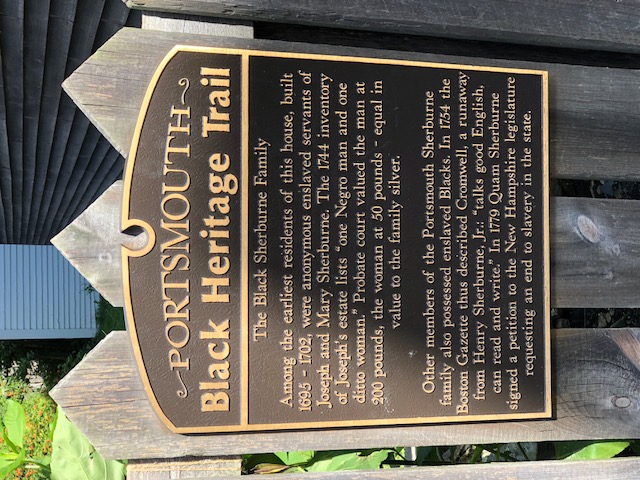 PORTSMOUTH
Black Heritage Trail
The Black Sherburne Family
Among the earliest residents of this house, built
1695 - 1702, were anonymous enslaved servants of
Joseph and Mary Sherburne. The 1744 inventory
of Joseph's estate lists "one Negro man and one
ditto woman." Probate court valued the man at
200 pounds, the woman at 50 pounds - equal in
value to the family silver.
Other members of the Portsmouth Sherburne
family also possessed enslaved Blacks. In 1754 the
Boston Gazette thus described Cromwell, a runaway
from Henry Sherburne, Jr.: "talks good English,
can read and write." In 1779 Quam Sherburne
signed a petition to the New Hampshire legislature
requesting an end to slavery in the state.